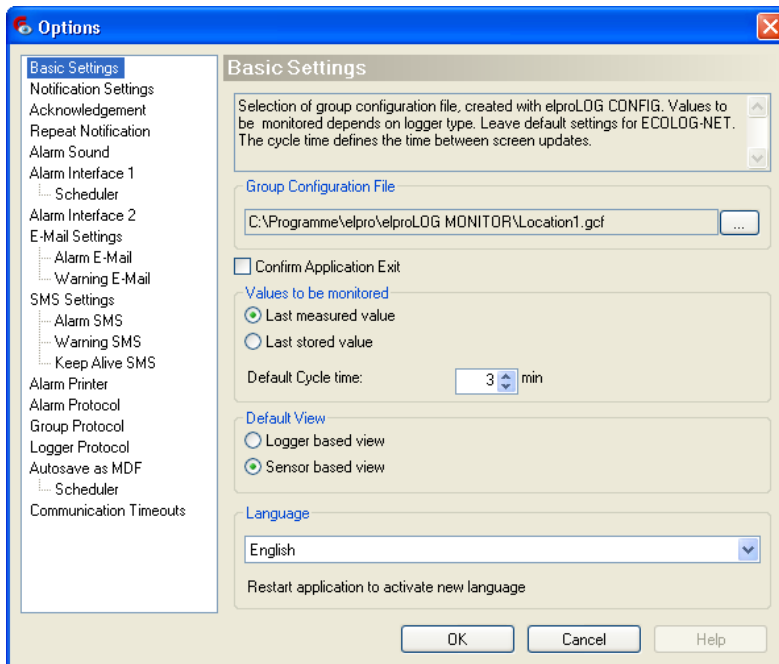 Options
Basic Settings
Notification Settings
Acknowledgement
Repeat Notification
Alarm Sound
Alarm Interface 1
Scheduler
Alarm Interface 2
E-Mail Settings
Alarm E-Mail
Warning E-Mail
SMS Settings
Alarm SMS
Warning SMS
Keep Alive SMS
Alarm Printer
Alarm Protocol
Group Protocol
Logger Protocol
Autosave as MDF
Scheduler
Communication Timeouts
Basic Settings
Selection of group configuration file, created with elproLOG CONFIG. Values to
be monitored depends on logger type. Leave default settings for ECOLOG-NET.
The cycle time defines the time between screen updates.
Group Configuration File
C:\Programme\elpro\elproLOG MONITOR\Location1.gcf
...
Confirm Application Exit
Values to be monitored
Last measured value
Last stored value
Default Cycle time: 3 min
Default View
Logger based view
Sensor based view
Language
English
Restart application to activate new language
OK Cancel Help